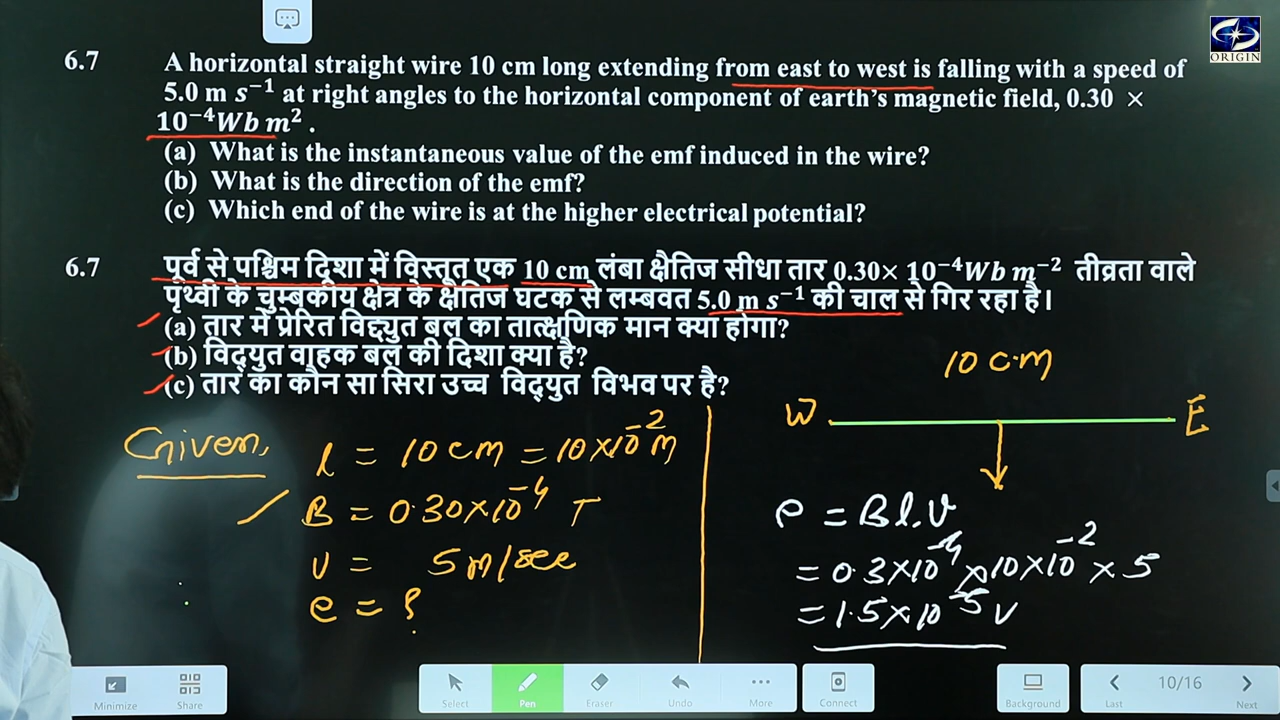 ORIGIN
6.7 A horizontal straight wire 10 cm long extending from east to west is falling with a speed of
5.0 m s⁻¹ at right angles to the horizontal component of earth's magnetic field, 0.30 ×
10⁻⁴Wb m² .
(a) What is the instantaneous value of the emf induced in the wire?
(b) What is the direction of the emf?
(c) Which end of the wire is at the higher electrical potential?
6.7 पूर्व से पश्चिम दिशा में विस्तृत एक 10 cm लंबा क्षैतिज सीधा तार 0.30× 10⁻⁴Wb m⁻² तीव्रता वाले
पृथ्वी के चुम्बकीय क्षेत्र के क्षैतिज घटक से लम्बवत 5.0 m s⁻¹ की चाल से गिर रहा है।
(a) तार में प्रेरित विद्द्युत बल का तात्क्षणिक मान क्या होगा?
(b) विद्युत वाहक बल की दिशा क्या है?
(c) तार का कौन सा सिरा उच्च विद्युत विभव पर है?
10 c·m
W E
Given,
l = 10 cm = 10×10⁻² m
B = 0.30×10⁻⁴ T
v = 5 m/sec
e = ?
e = B l. v
= 0.3×10⁻⁴ × 10×10⁻² × 5
= 1.5×10⁻⁵ v
Minimize
Share
Select
Pen
Eraser
Undo
More
Connect
Background
Last
10/16
Next